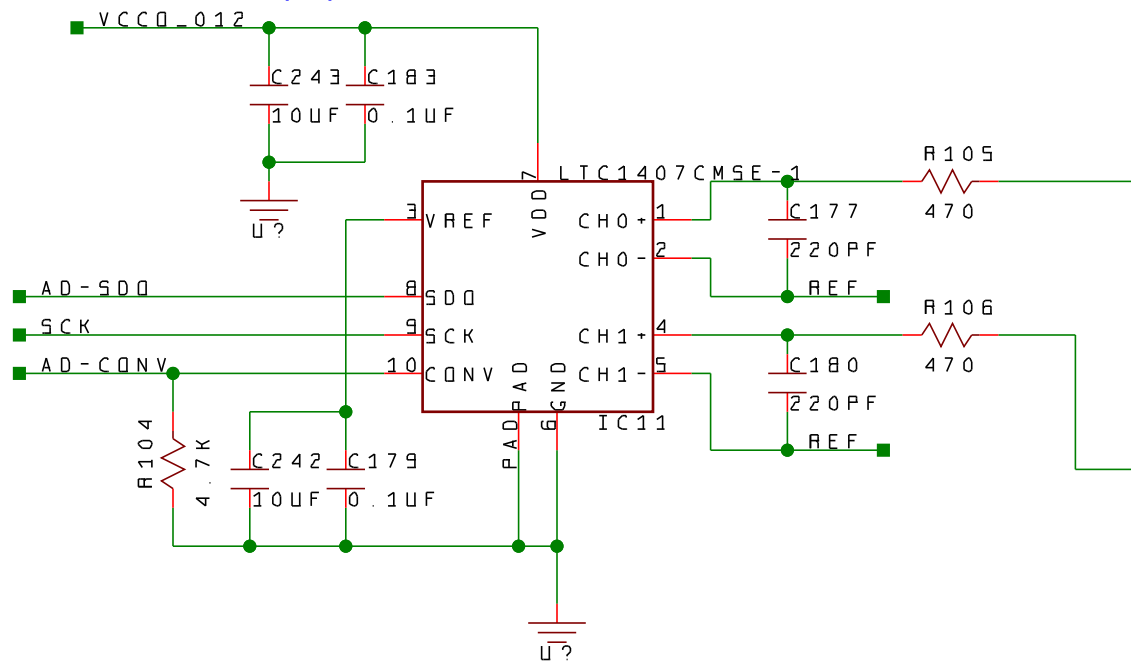 VCCO_012
C243
C183
10UF
0.1UF
U?
LTC1407CMSE-1
7
VDD
3
VREF
CH0+
1
CH0-
2
R105
470
C177
220PF
REF
AD-SDO
8
SDO
SCK
9
SCK
AD-CONV
10
CONV
CH1+
4
CH1-
5
R106
470
C180
220PF
REF
PAD
GND
PAD
6
IC11
R104
4.7K
C242
C179
10UF
0.1UF
U?